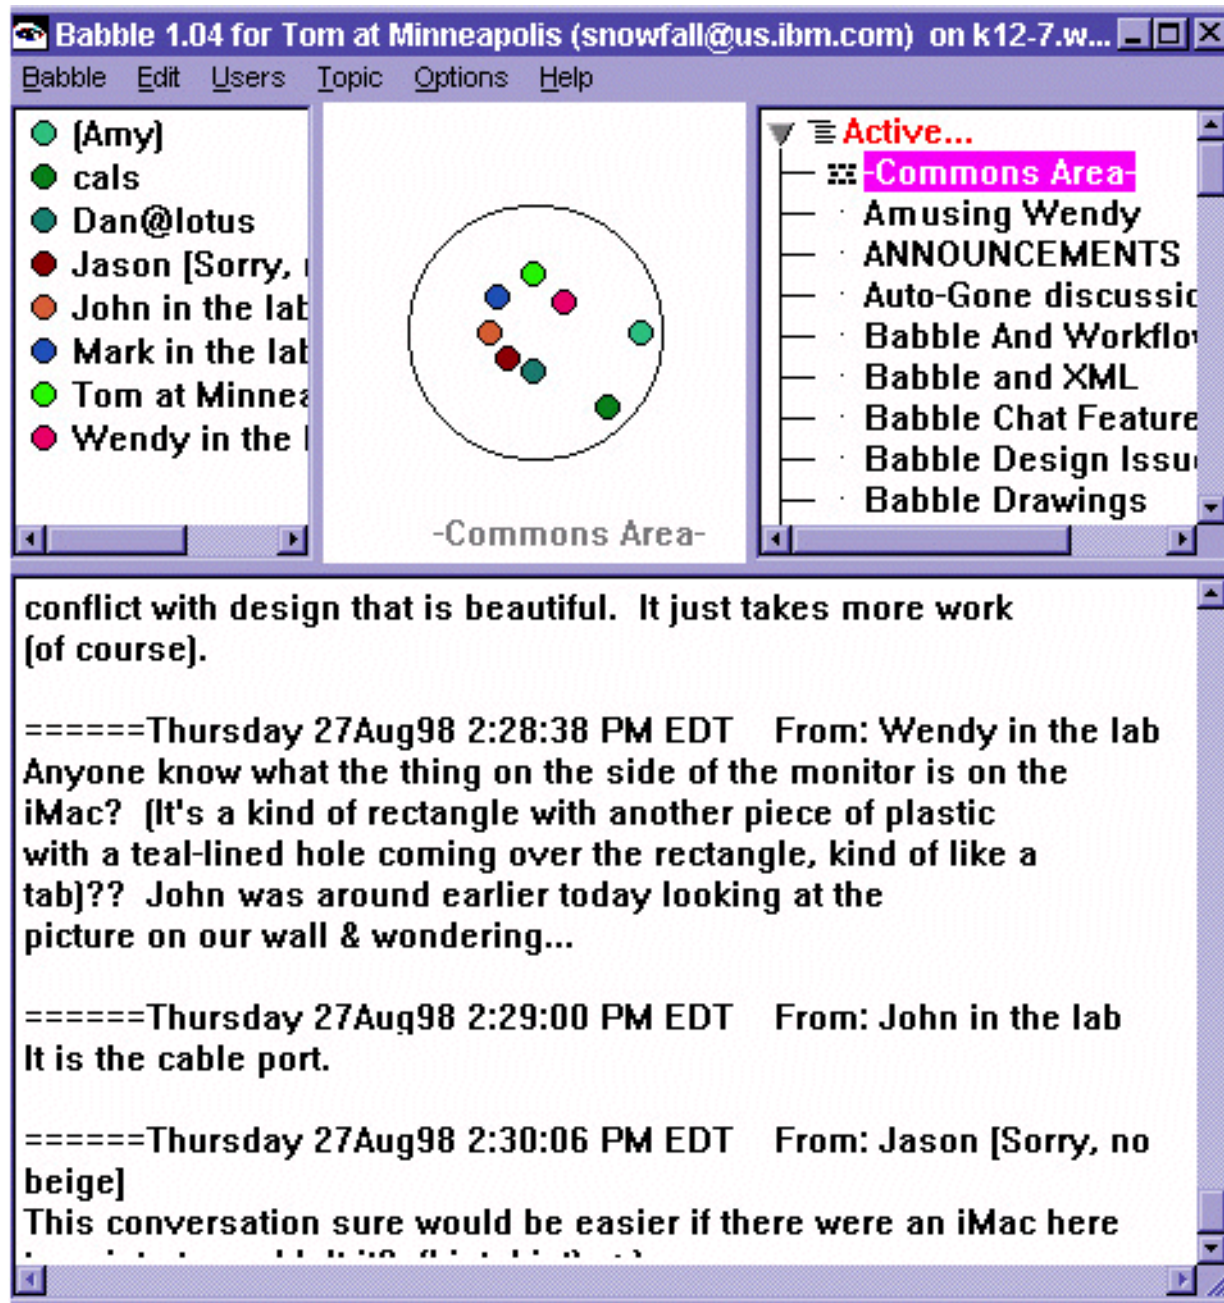 Babble 1.04 for Tom at Minneapolis (snowfall@us.ibm.com) on k12-7.w...
Babble Edit Users Topic Options Help
(Amy)
cals
Dan@lotus
Jason [Sorry,
John in the lab
Mark in the lab
Tom at Minnea
Wendy in the
-Commons Area-
Active...
-Commons Area-
Amusing Wendy
ANNOUNCEMENTS
Auto-Gone discussic
Babble And Workflov
Babble and XML
Babble Chat Feature
Babble Design Issu
Babble Drawings
conflict with design that is beautiful. It just takes more work
(of course).
======Thursday 27Aug98 2:28:38 PM EDT From: Wendy in the lab
Anyone know what the thing on the side of the monitor is on the
iMac? (It's a kind of rectangle with another piece of plastic
with a teal-lined hole coming over the rectangle, kind of like a
tab)?? John was around earlier today looking at the
picture on our wall & wondering...
======Thursday 27Aug98 2:29:00 PM EDT From: John in the lab
It is the cable port.
======Thursday 27Aug98 2:30:06 PM EDT From: Jason [Sorry, no
beige]
This conversation sure would be easier if there were an iMac here